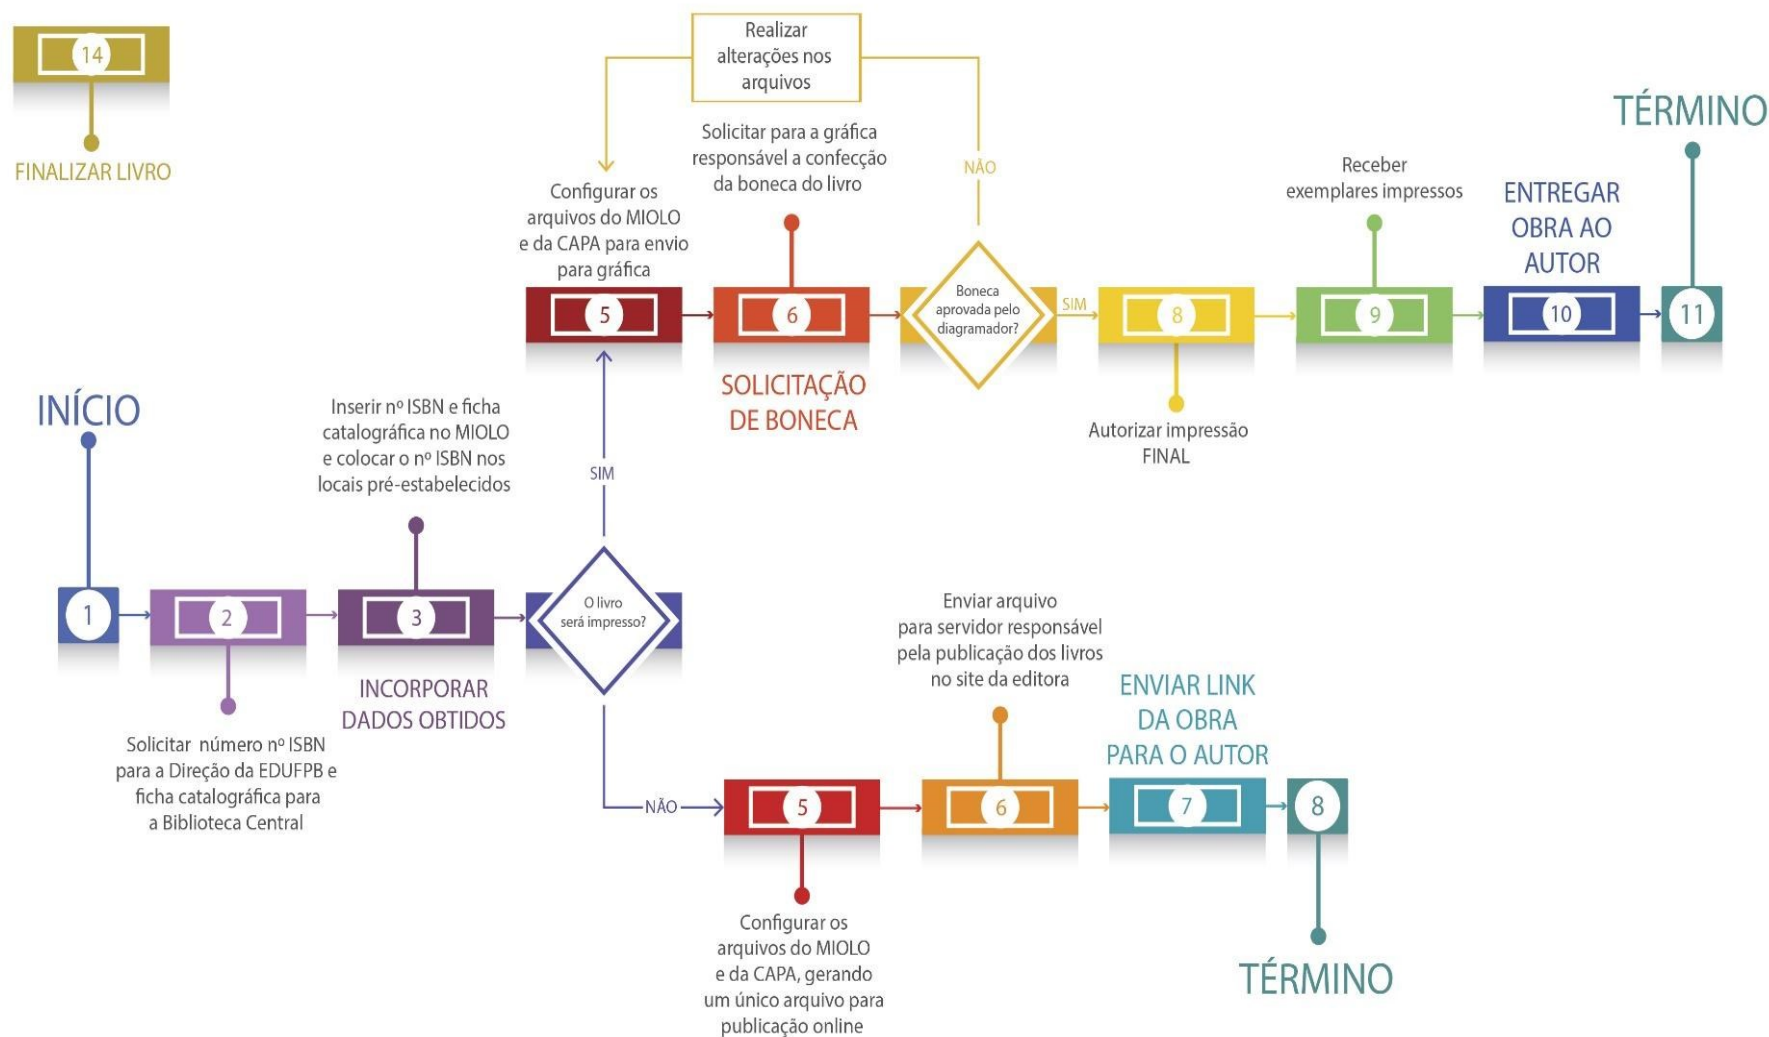 14
FINALIZAR LIVRO
Realizar
alterações nos
arquivos
NÃO
Configurar os
arquivos do MIOLO
e da CAPA para envio
para gráfica
5
Solicitar para a gráfica
responsável a confecção
da boneca do livro
6
SOLICITAÇÃO
DE BONECA
Boneca
aprovada pelo
diagramador?
SIM
8
Autorizar impressão
FINAL
Receber
exemplares impressos
9
ENTREGAR
OBRA AO
AUTOR
10
TÉRMINO
11
INÍCIO
1
2
Solicitar  número nº ISBN
para a Direção da EDUFPB e
ficha catalográfica para
a Biblioteca Central
Inserir nº ISBN e ficha
catalográfica no MIOLO
e colocar o nº ISBN nos
locais pré-estabelecidos
3
INCORPORAR
DADOS OBTIDOS
O livro
será impresso?
SIM
NÃO
5
Configurar os
arquivos do MIOLO
e da CAPA, gerando
um único arquivo para
publicação online
Enviar arquivo
para servidor responsável
pela publicação dos livros
no site da editora
6
ENVIAR LINK
DA OBRA
PARA O AUTOR
7
8
TÉRMINO